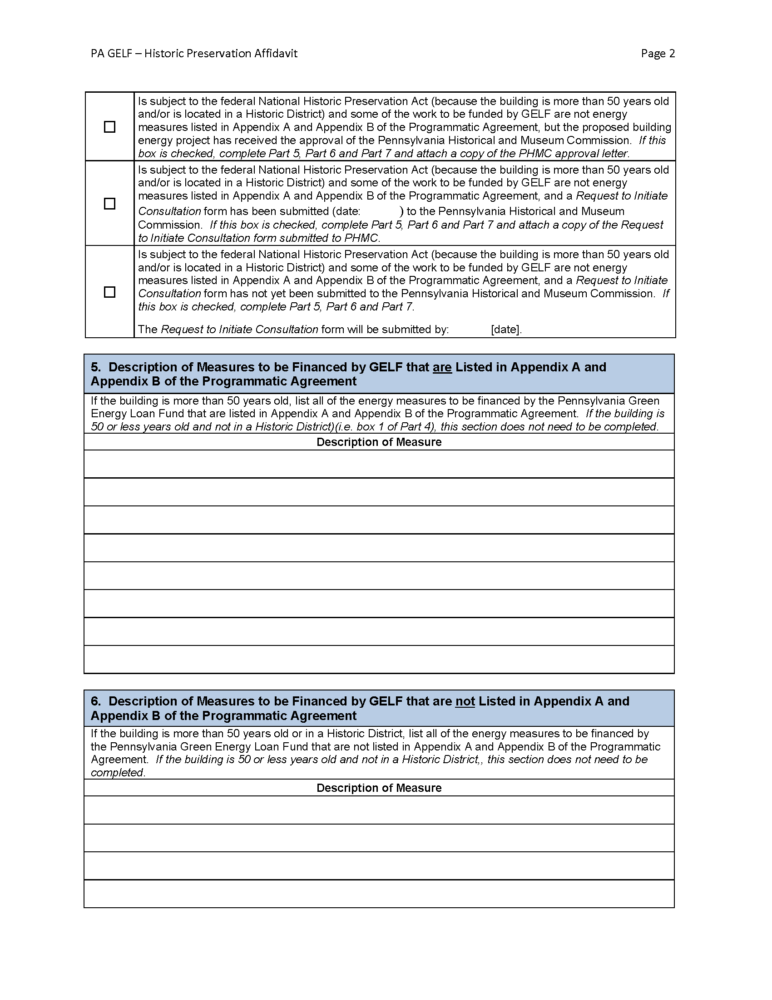 PA GELF – Historic Preservation Affidavit Page 2
Is subject to the federal National Historic Preservation Act (because the building is more than 50 years old
and/or is located in a Historic District) and some of the work to be funded by GELF are not energy
measures listed in Appendix A and Appendix B of the Programmatic Agreement, but the proposed building
energy project has received the approval of the Pennsylvania Historical and Museum Commission. If this
box is checked, complete Part 5, Part 6 and Part 7 and attach a copy of the PHMC approval letter.
Is subject to the federal National Historic Preservation Act (because the building is more than 50 years old
and/or is located in a Historic District) and some of the work to be funded by GELF are not energy
measures listed in Appendix A and Appendix B of the Programmatic Agreement, and a Request to Initiate
Consultation form has been submitted (date: ) to the Pennsylvania Historical and Museum
Commission. If this box is checked, complete Part 5, Part 6 and Part 7 and attach a copy of the Request
to Initiate Consultation form submitted to PHMC.
Is subject to the federal National Historic Preservation Act (because the building is more than 50 years old
and/or is located in a Historic District) and some of the work to be funded by GELF are not energy
measures listed in Appendix A and Appendix B of the Programmatic Agreement, and a Request to Initiate
Consultation form has not yet been submitted to the Pennsylvania Historical and Museum Commission. If
this box is checked, complete Part 5, Part 6 and Part 7.
The Request to Initiate Consultation form will be submitted by: [date].
5. Description of Measures to be Financed by GELF that are Listed in Appendix A and
Appendix B of the Programmatic Agreement
If the building is more than 50 years old, list all of the energy measures to be financed by the Pennsylvania Green
Energy Loan Fund that are listed in Appendix A and Appendix B of the Programmatic Agreement. If the building is
50 or less years old and not in a Historic District)(i.e. box 1 of Part 4), this section does not need to be completed.
Description of Measure
6. Description of Measures to be Financed by GELF that are not Listed in Appendix A and
Appendix B of the Programmatic Agreement
If the building is more than 50 years old or in a Historic District, list all of the energy measures to be financed by
the Pennsylvania Green Energy Loan Fund that are not listed in Appendix A and Appendix B of the Programmatic
Agreement. If the building is 50 or less years old and not in a Historic District,, this section does not need to be
completed.
Description of Measure